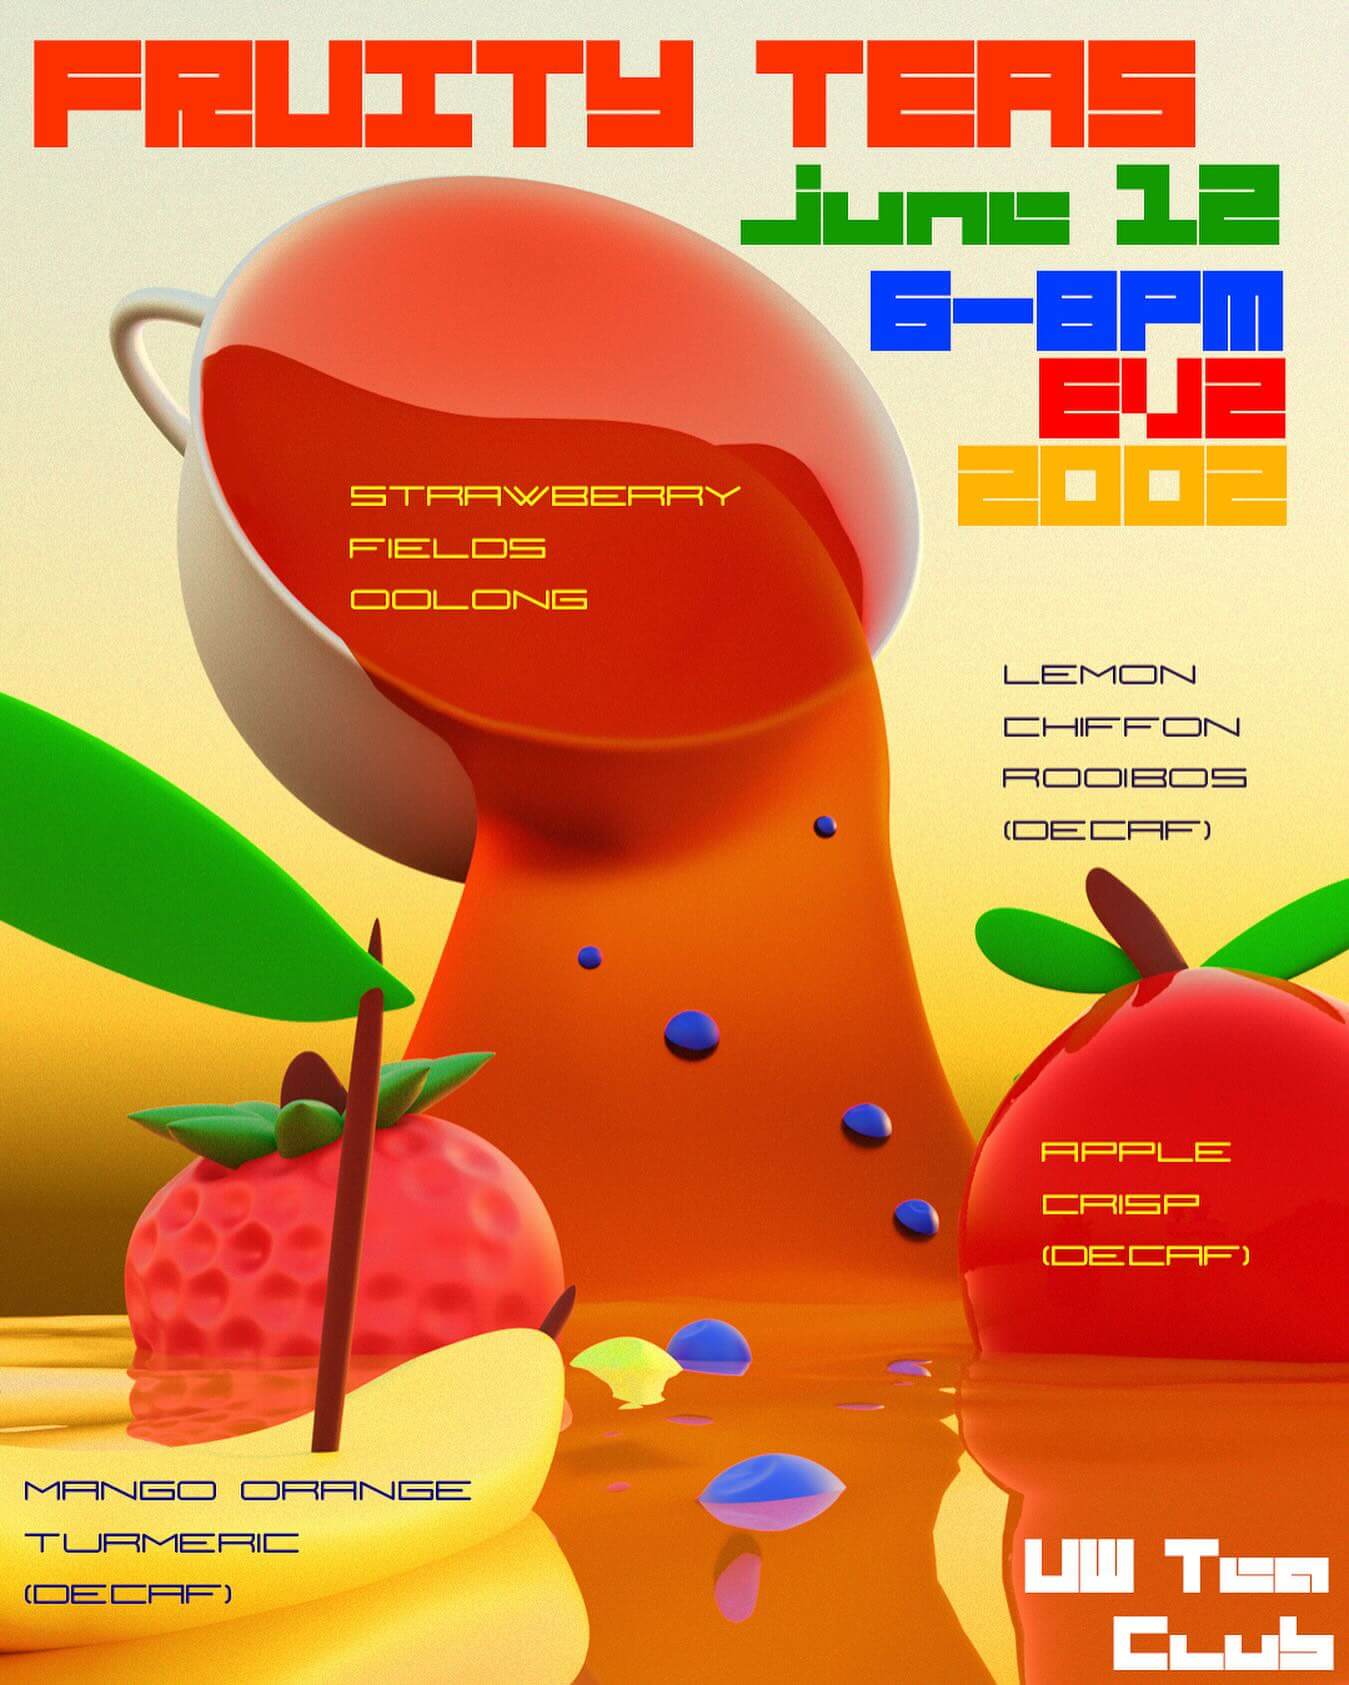 FRUITY TEAS
june 12
6-8PM
EV2
2002
STRAWBERRY
FIELDS
OOLONG
LEMON
CHIFFON
ROOIBOS
(DECAF)
APPLE
CRISP
(DECAF)
MANGO ORANGE
TURMERIC
(DECAF)
UW Tea
Club